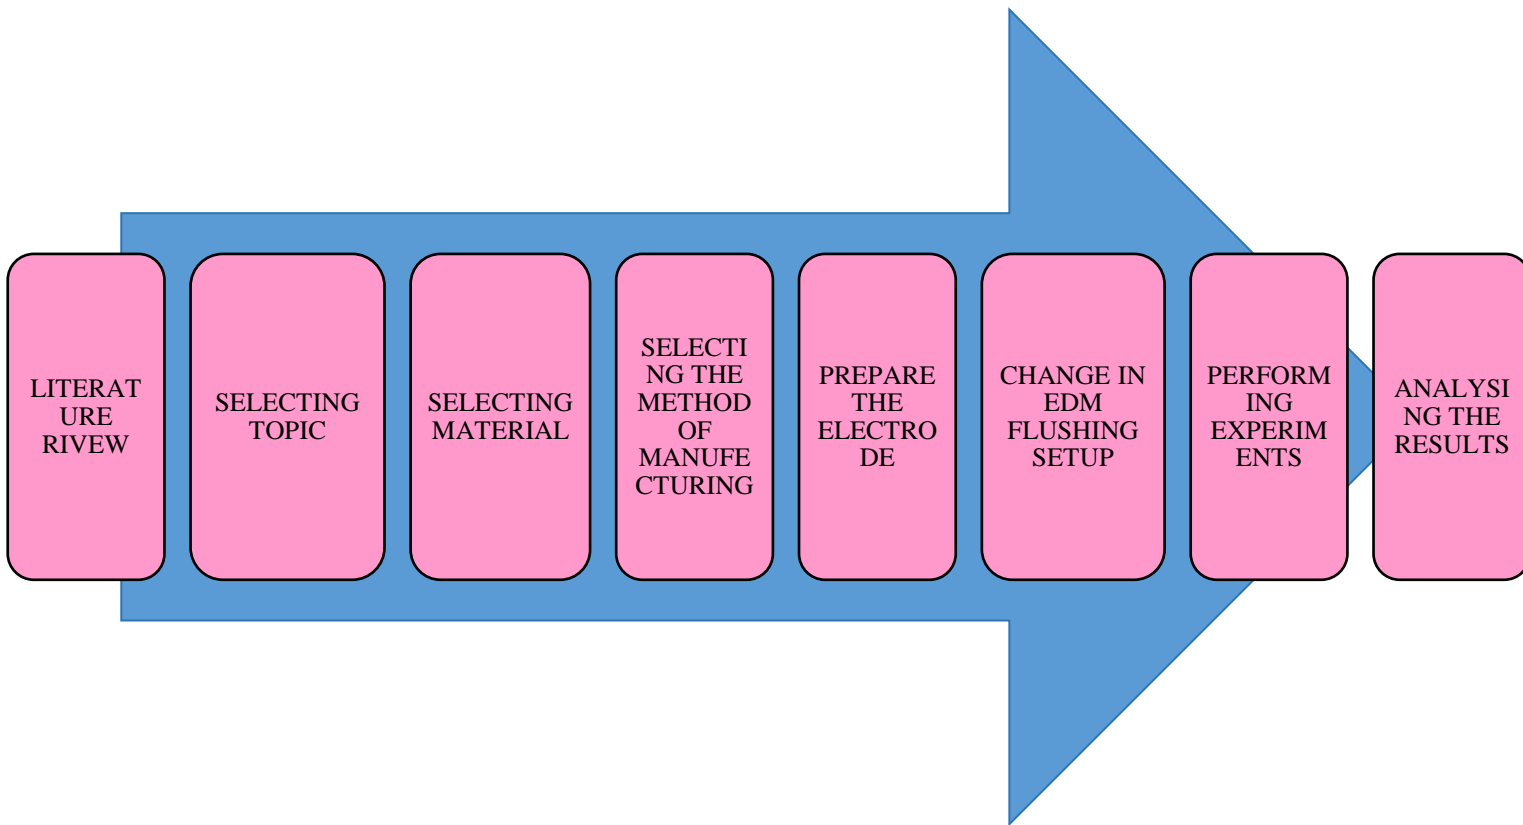 LITERAT
URE
RIVEW
SELECTING
TOPIC
SELECTING
MATERIAL
SELECTI
NG THE
METHOD
OF
MANUFE
CTURING
PREPARE
THE
ELECTRO
DE
CHANGE IN
EDM
FLUSHING
SETUP
PERFORM
ING
EXPERIM
ENTS
ANALYSI
NG THE
RESULTS